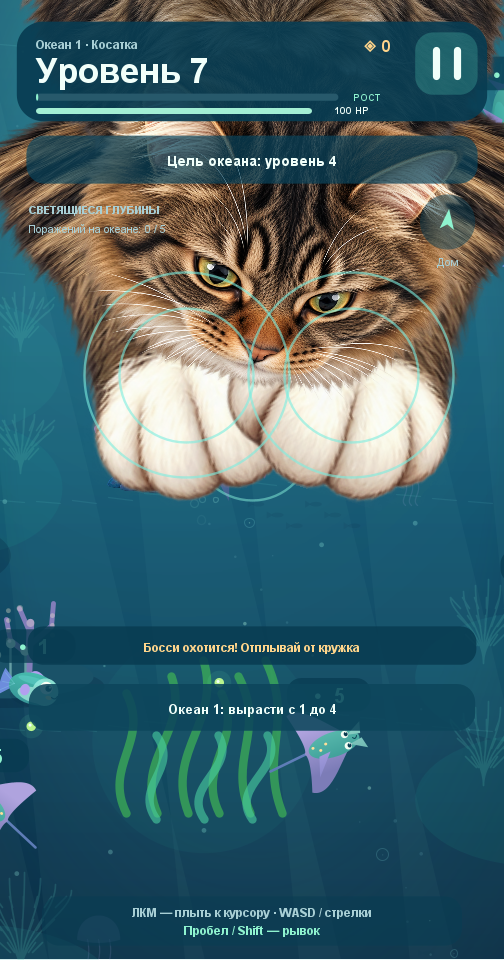 Океан 1 · Косатка
0
Уровень 7
РОСТ
100 HP
Цель океана: уровень 4
СВЕТЯЩИЕСЯ ГЛУБИНЫ
Поражений на океане: 0 / 5
Дом
Босси охотится! Отплывай от кружка
1
5
Океан 1: вырасти с 1 до 4
5
ЛКМ — плыть к курсору · WASD / стрелки
Пробел / Shift — рывок